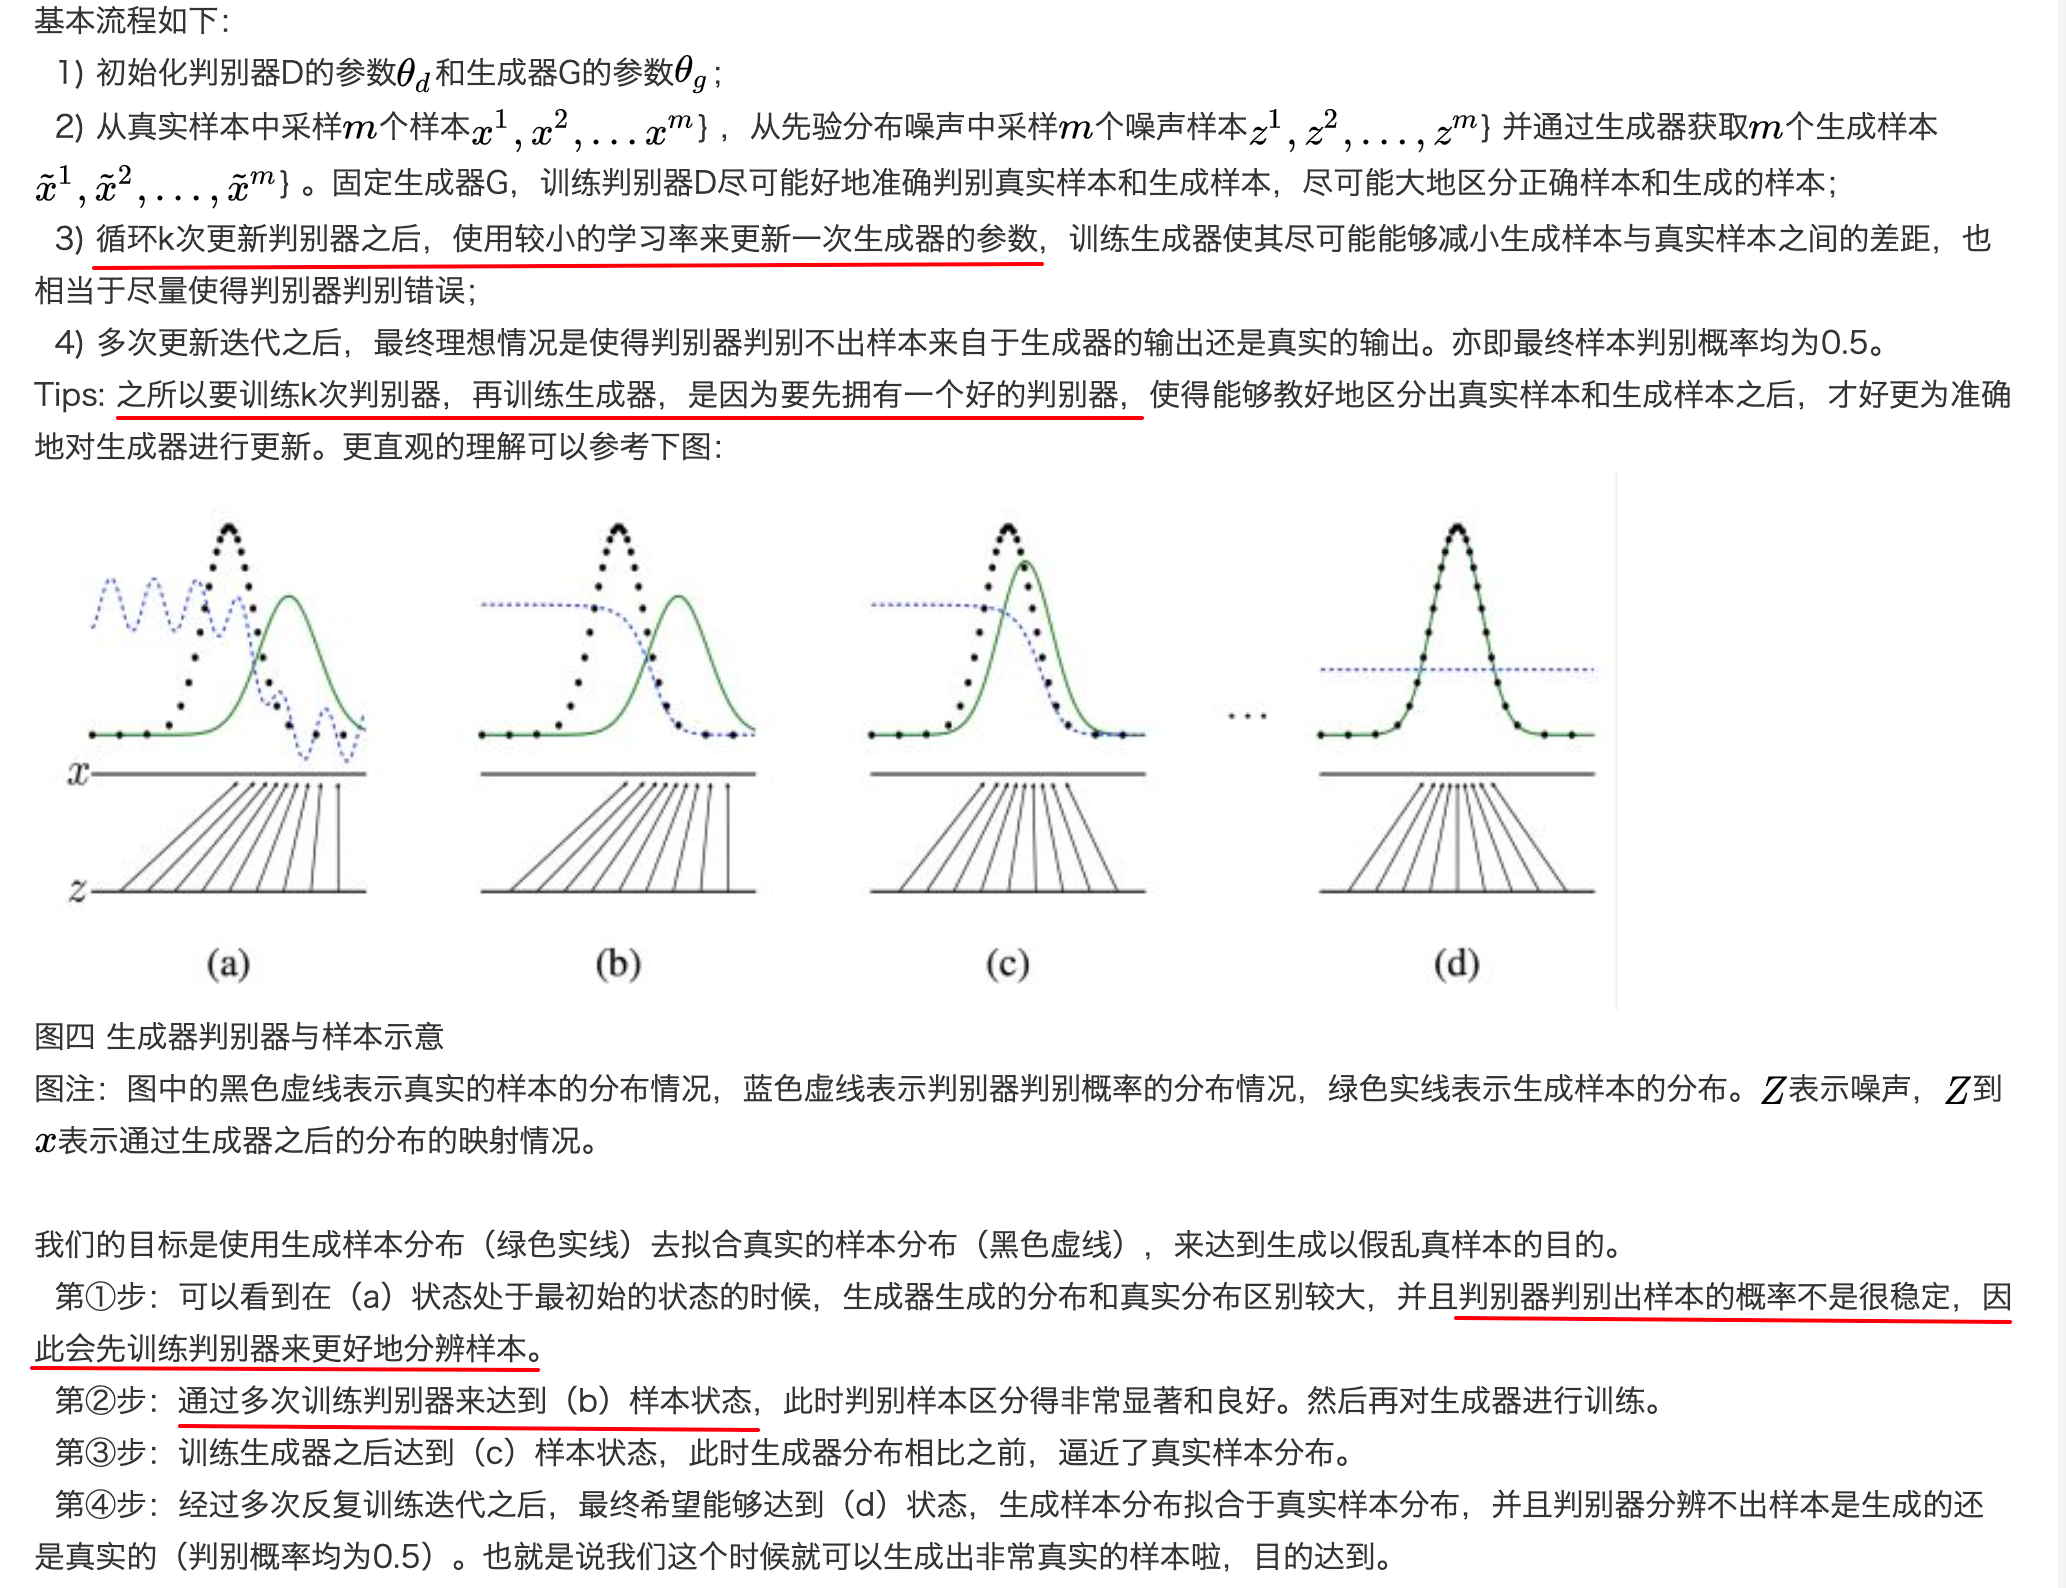 基本流程如下：
1) 初始化判别器D的参数θd和生成器G的参数θg；
2) 从真实样本中采样m个样本x^1, x^2, ... x^m} ，从先验分布噪声中采样m个噪声样本z^1, z^2, ..., z^m} 并通过生成器获取m个生成样本
x̃^1, x̃^2, ..., x̃^m} 。固定生成器G，训练判别器D尽可能好地准确判别真实样本和生成样本，尽可能大地区分正确样本和生成的样本；
3) 循环k次更新判别器之后，使用较小的学习率来更新一次生成器的参数，训练生成器使其尽可能能够减小生成样本与真实样本之间的差距，也
相当于尽量使得判别器判别错误；
4) 多次更新迭代之后，最终理想情况是使得判别器判别不出样本来自于生成器的输出还是真实的输出。亦即最终样本判别概率均为0.5。
Tips: 之所以要训练k次判别器，再训练生成器，是因为要先拥有一个好的判别器，使得能够教好地区分出真实样本和生成样本之后，才好更为准确
地对生成器进行更新。更直观的理解可以参考下图：
...
x
z
(a) (b) (c) (d)
图四 生成器判别器与样本示意
图注：图中的黑色虚线表示真实的样本的分布情况，蓝色虚线表示判别器判别概率的分布情况，绿色实线表示生成样本的分布。Z表示噪声，Z到
x表示通过生成器之后的分布的映射情况。
我们的目标是使用生成样本分布（绿色实线）去拟合真实的样本分布（黑色虚线），来达到生成以假乱真样本的目的。
第①步：可以看到在（a）状态处于最初始的状态的时候，生成器生成的分布和真实分布区别较大，并且判别器判别出样本的概率不是很稳定，因
此会先训练判别器来更好地分辨样本。
第②步：通过多次训练判别器来达到（b）样本状态，此时判别样本区分得非常显著和良好。然后再对生成器进行训练。
第③步：训练生成器之后达到（c）样本状态，此时生成器分布相比之前，逼近了真实样本分布。
第④步：经过多次反复训练迭代之后，最终希望能够达到（d）状态，生成样本分布拟合于真实样本分布，并且判别器分辨不出样本是生成的还
是真实的（判别概率均为0.5）。也就是说我们这个时候就可以生成出非常真实的样本啦，目的达到。